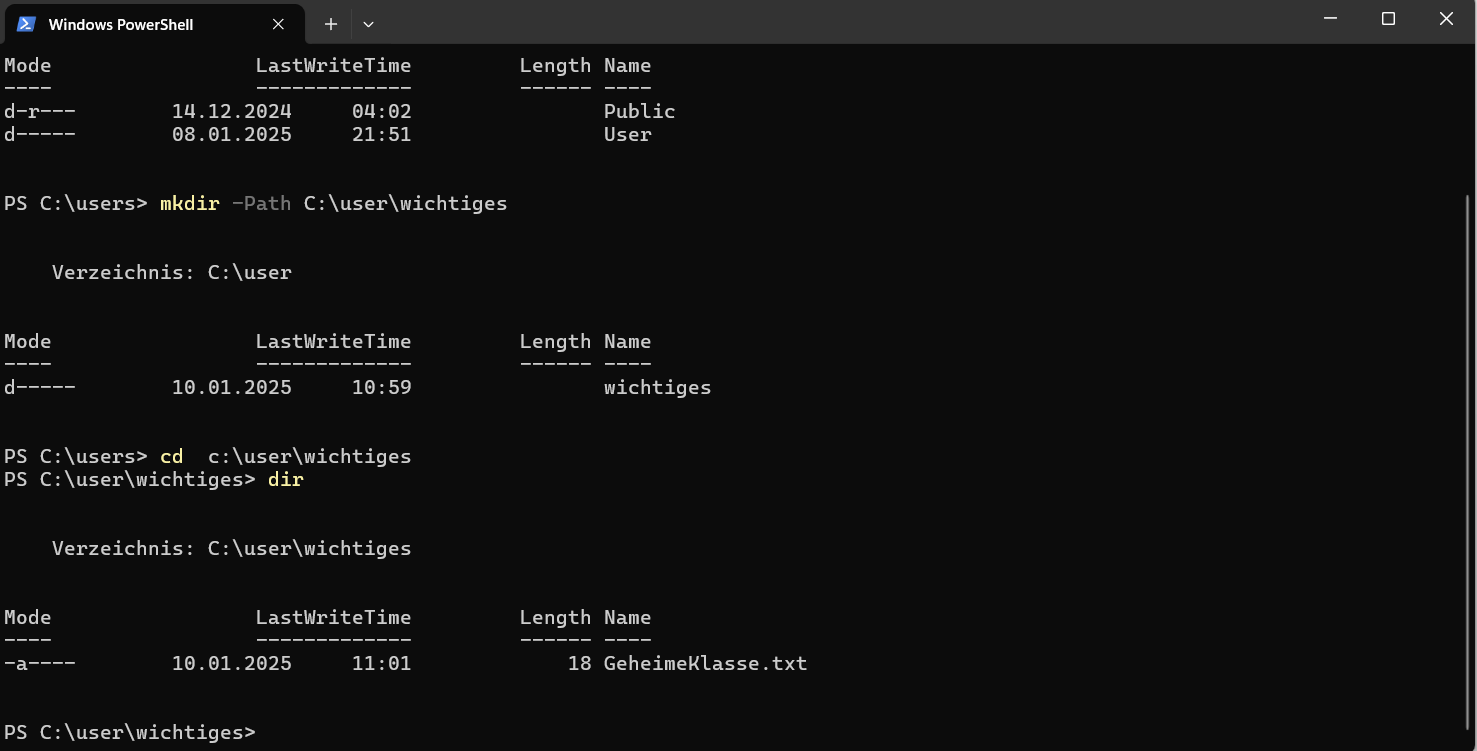 Windows PowerShell
Mode                 LastWriteTime         Length Name
----                 -------------         ------ ----
d-r---        14.12.2024     04:02                Public
d-----        08.01.2025     21:51                User
PS C:\users> mkdir -Path C:\user\wichtiges
    Verzeichnis: C:\user
Mode                 LastWriteTime         Length Name
----                 -------------         ------ ----
d-----        10.01.2025     10:59                wichtiges
PS C:\users> cd  c:\user\wichtiges
PS C:\user\wichtiges> dir
    Verzeichnis: C:\user\wichtiges
Mode                 LastWriteTime         Length Name
----                 -------------         ------ ----
-a----        10.01.2025     11:01             18 GeheimeKlasse.txt
PS C:\user\wichtiges>